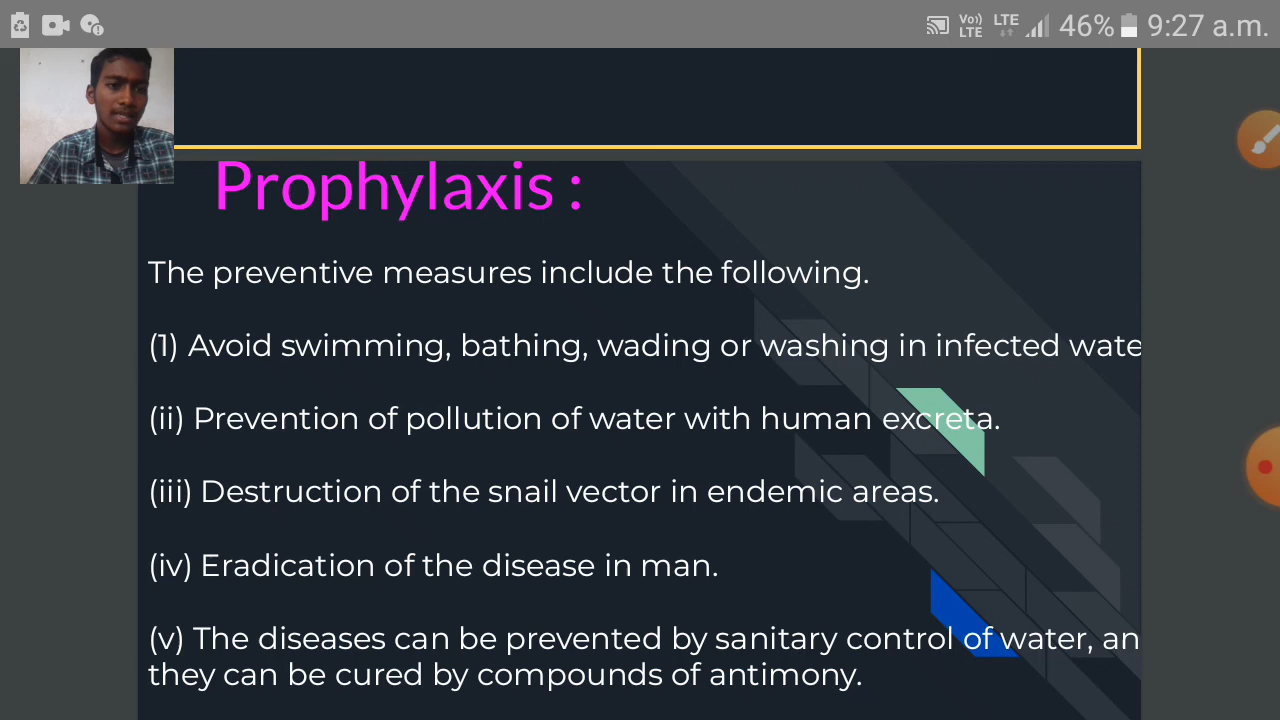 Vo)) LTE LTE 46% 9:27 a.m.
Prophylaxis :
The preventive measures include the following.
(1) Avoid swimming, bathing, wading or washing in infected wate
(ii) Prevention of pollution of water with human excreta.
(iii) Destruction of the snail vector in endemic areas.
(iv) Eradication of the disease in man.
(v) The diseases can be prevented by sanitary control of water, an
they can be cured by compounds of antimony.